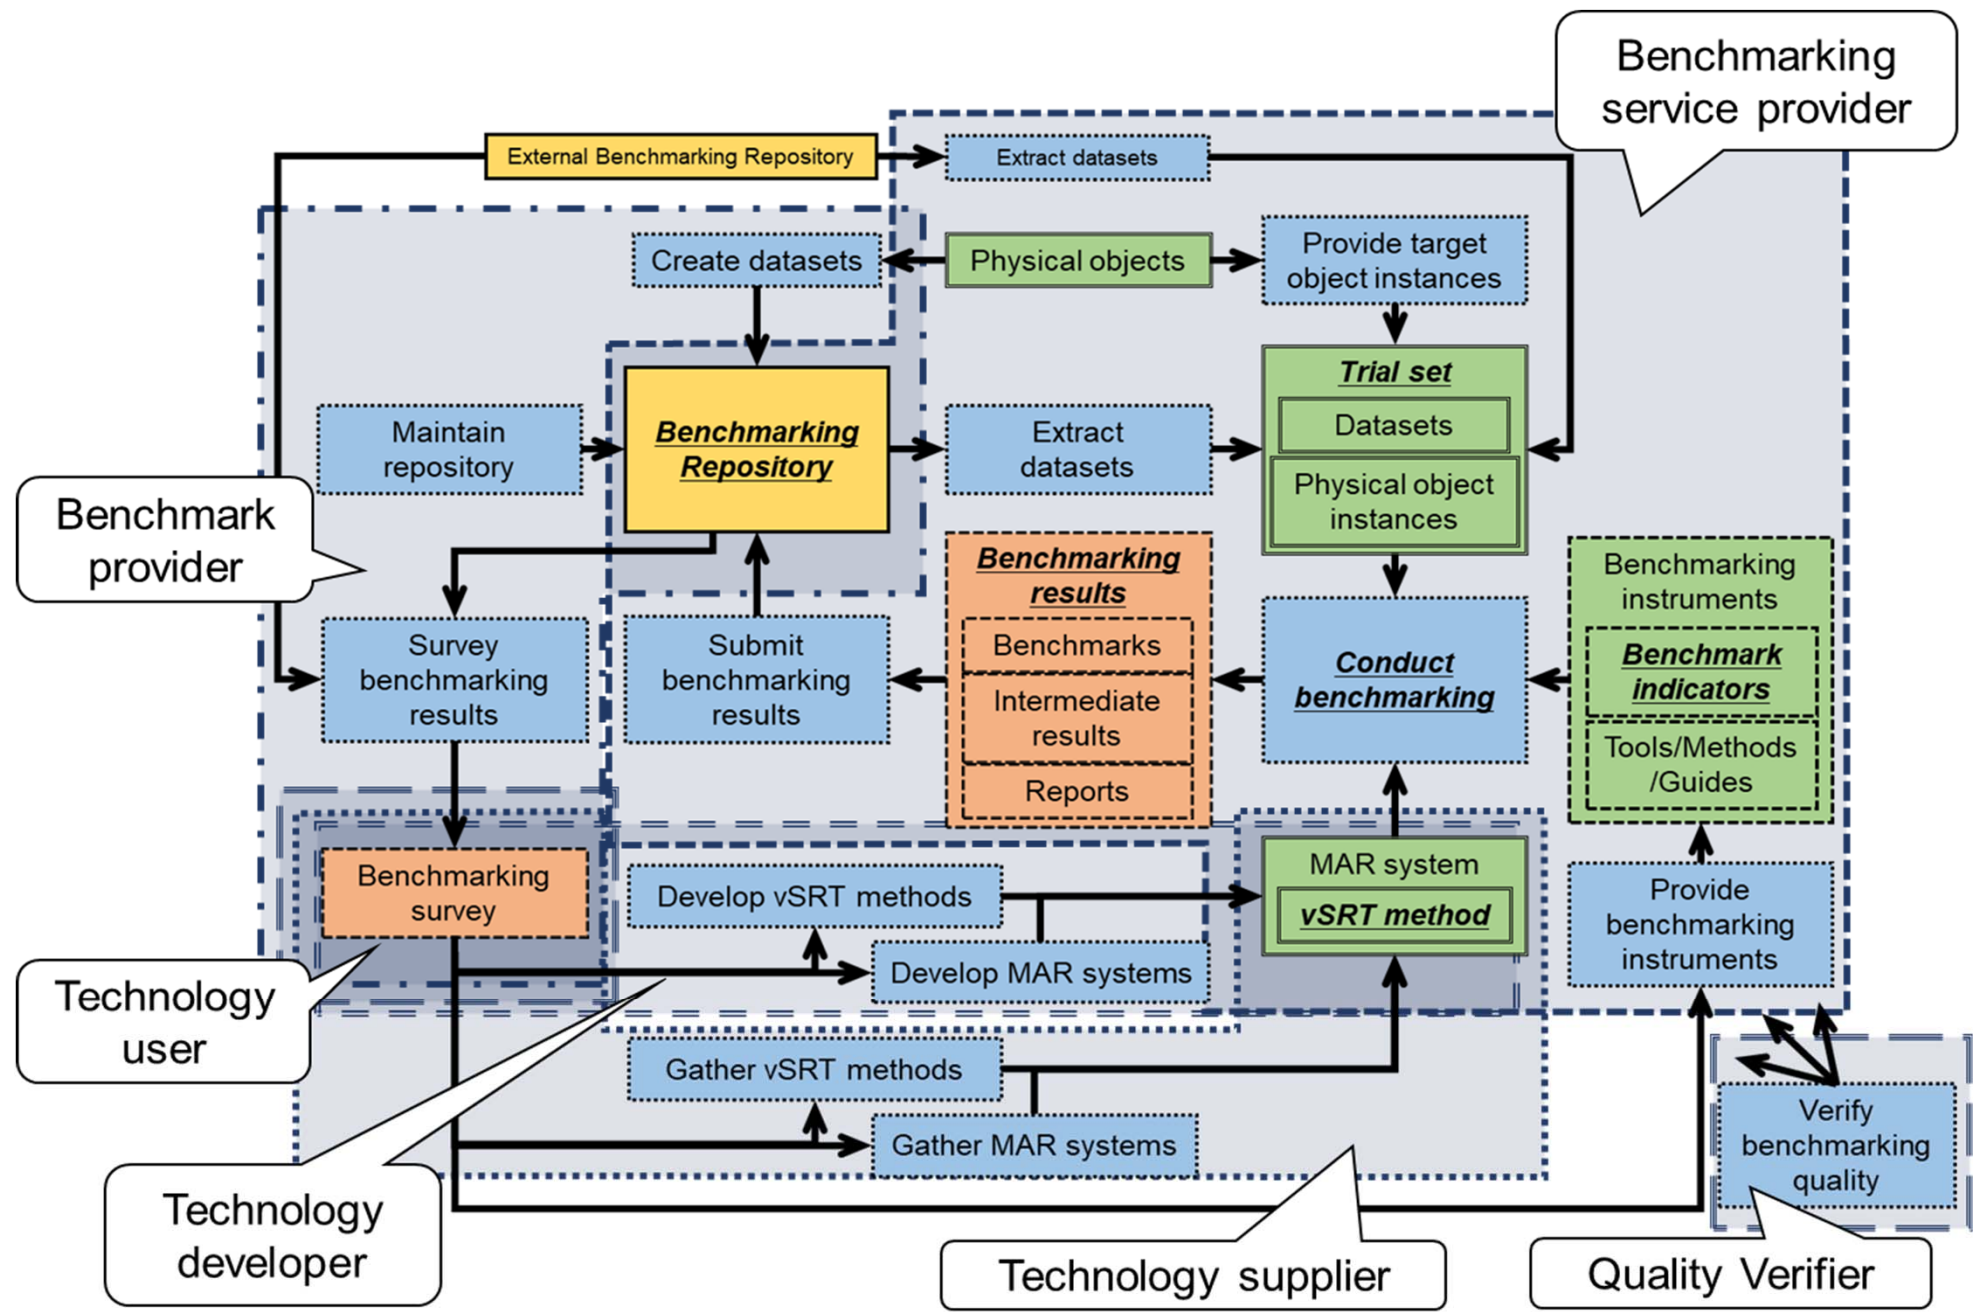 Benchmarking
service provider
External Benchmarking Repository
Extract datasets
Create datasets
Physical objects
Provide target
object instances
Trial set
Datasets
Physical object
instances
Maintain
repository
Benchmarking
Repository
Extract
datasets
Benchmark
provider
Survey
benchmarking
results
Submit
benchmarking
results
Benchmarking
results
Benchmarks
Intermediate
results
Reports
Conduct
benchmarking
Benchmarking
instruments
Benchmark
indicators
Tools/Methods
/Guides
Benchmarking
survey
Develop vSRT methods
Develop MAR systems
MAR system
vSRT method
Provide
benchmarking
instruments
Technology
user
Gather vSRT methods
Gather MAR systems
Verify
benchmarking
quality
Technology
developer
Technology supplier
Quality Verifier